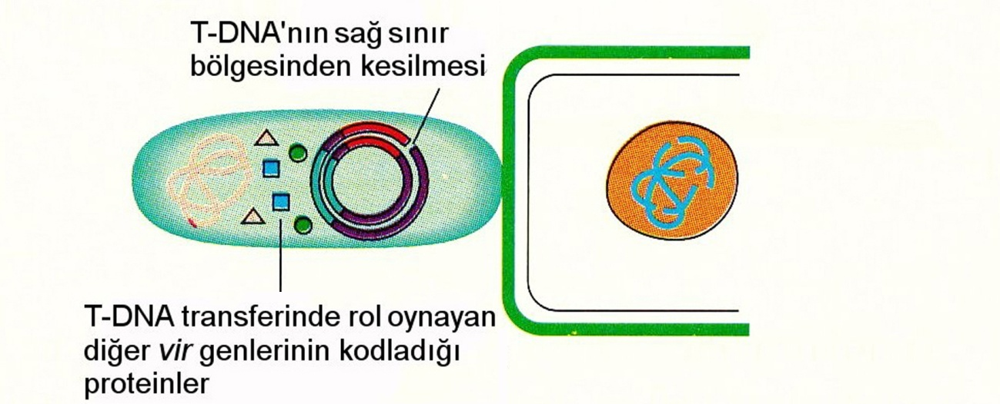 T-DNA'nın sağ sınır
bölgesinden kesilmesi
T-DNA transferinde rol oynayan
diğer vir genlerinin kodladığı
proteinler